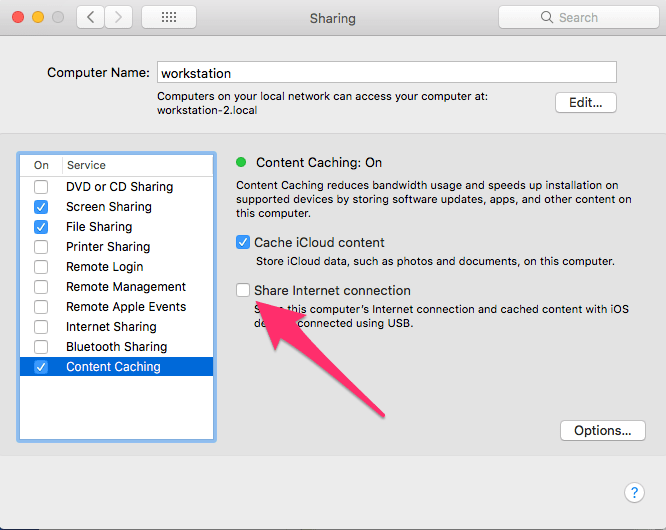 Sharing
Search
Computer Name: workstation
Computers on your local network can access your computer at:
workstation-2.local
Edit...
On Service
DVD or CD Sharing
Screen Sharing
File Sharing
Printer Sharing
Remote Login
Remote Management
Remote Apple Events
Internet Sharing
Bluetooth Sharing
Content Caching
Content Caching: On
Content Caching reduces bandwidth usage and speeds up installation on
supported devices by storing software updates, apps, and other content on
this computer.
Cache iCloud content
Store iCloud data, such as photos and documents, on this computer.
Share Internet connection
this computer's Internet connection and cached content with iOS
connected using USB.
Options...
?